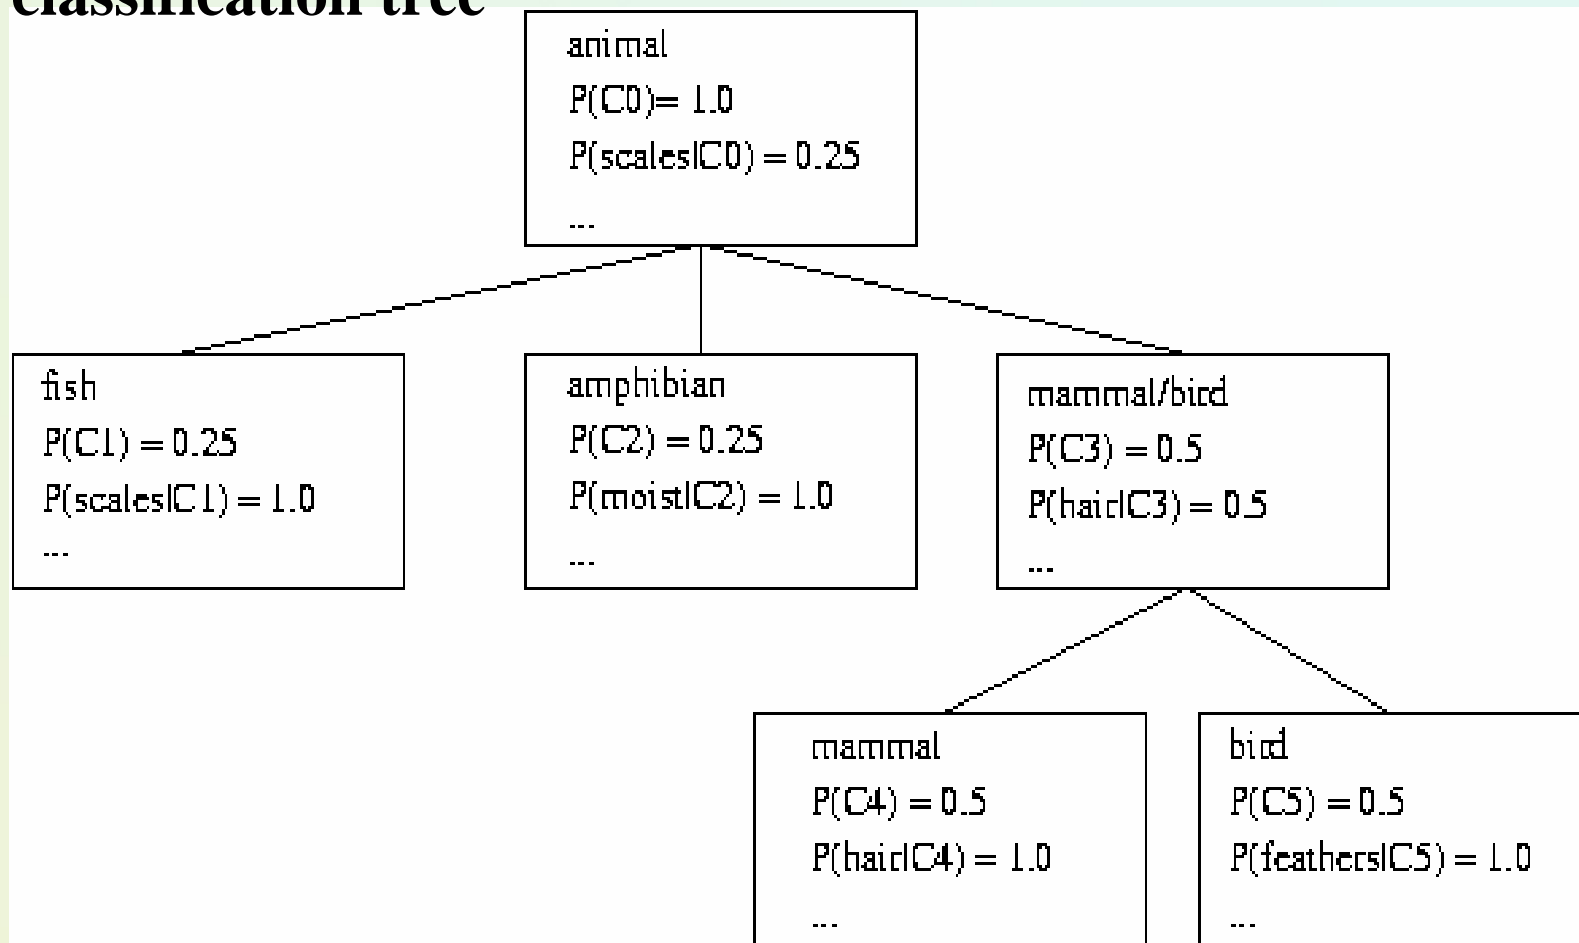 classification tree
animal
P(C0)= 1.0
P(scales|C0) = 0.25
...
fish
P(C1) = 0.25
P(scales|C1) = 1.0
...
amphibian
P(C2) = 0.25
P(moist|C2) = 1.0
...
mammal/bird
P(C3) = 0.5
P(hair|C3) = 0.5
...
mammal
P(C4) = 0.5
P(hair|C4) = 1.0
...
bird
P(C5) = 0.5
P(feathers|C5) = 1.0
...